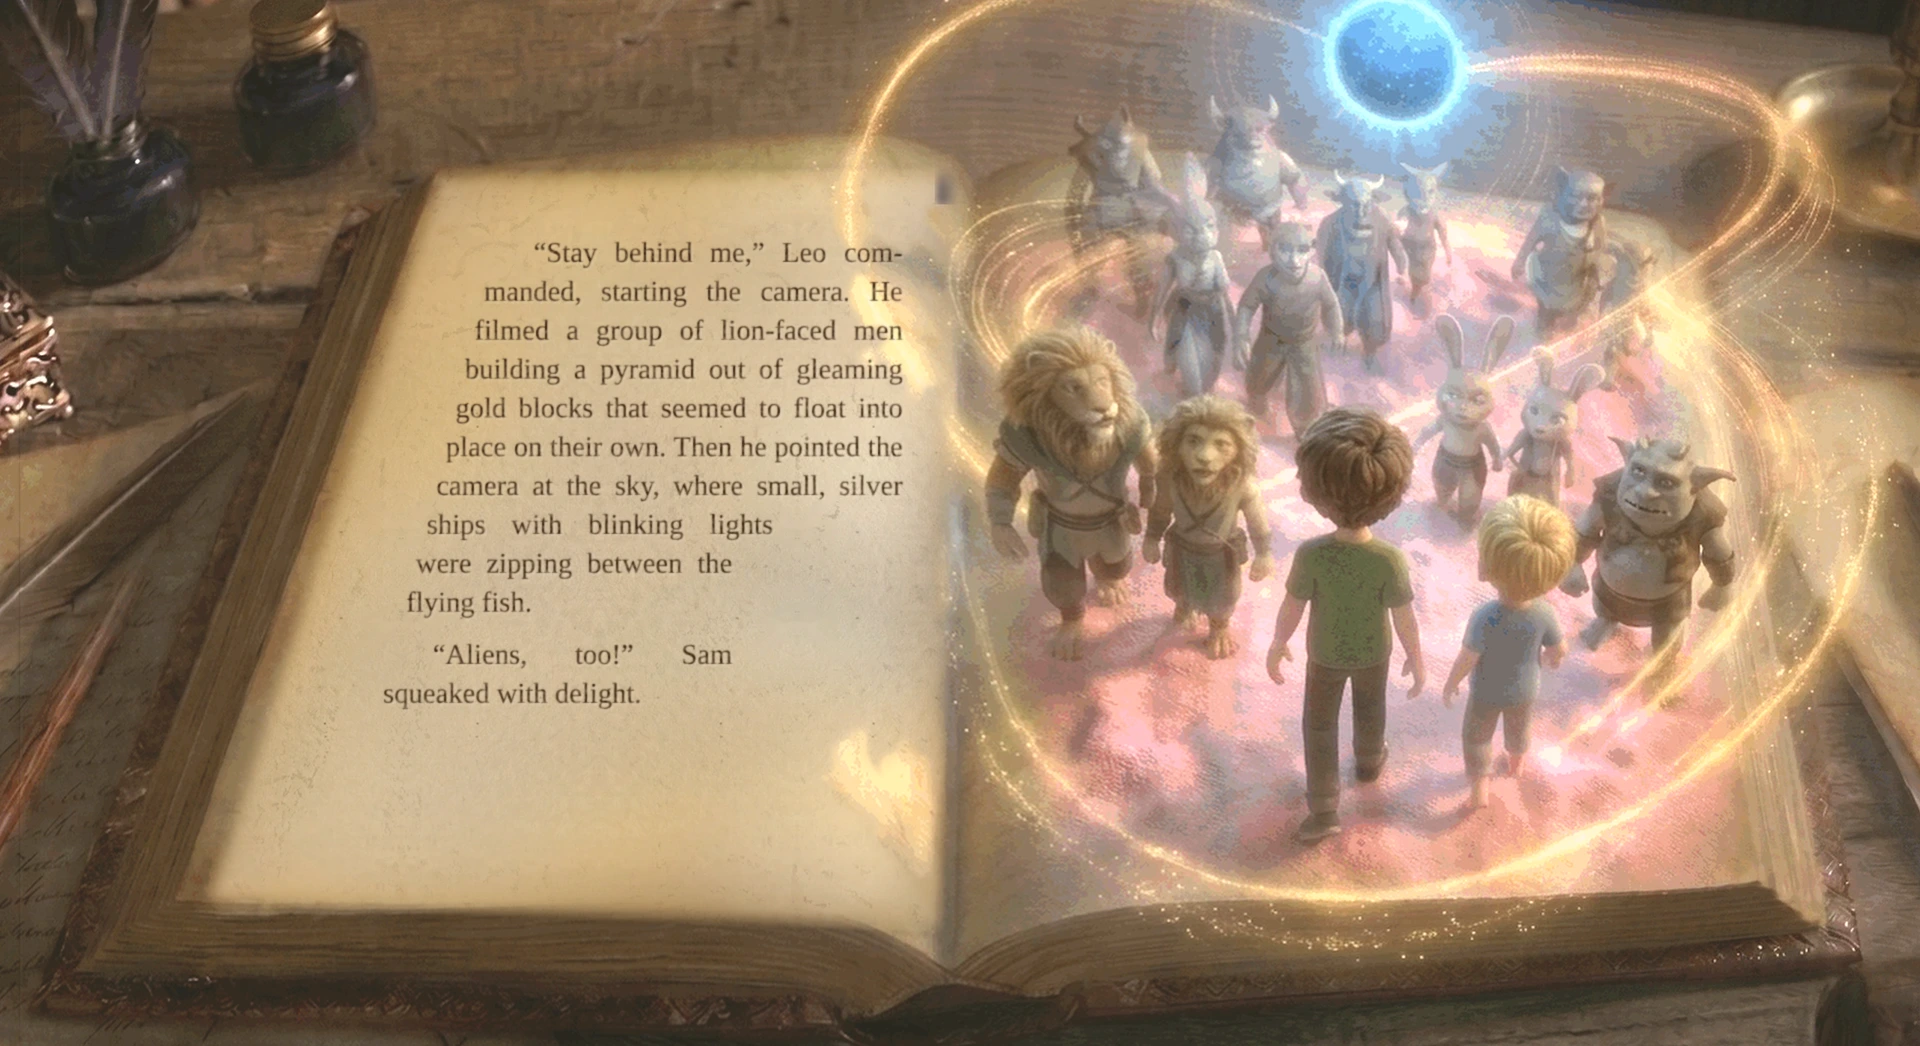 “Stay behind me,” Leo com-
manded, starting the camera. He
filmed a group of lion-faced men
building a pyramid out of gleaming
gold blocks that seemed to float into
place on their own. Then he pointed the
camera at the sky, where small, silver
ships with blinking lights
were zipping between the
flying fish.
“Aliens, too!” Sam
squeaked with delight.